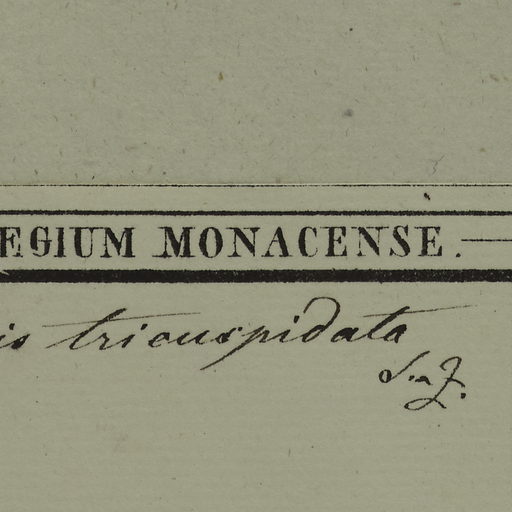 EGIUM MONACENSE.
is tricuspidata